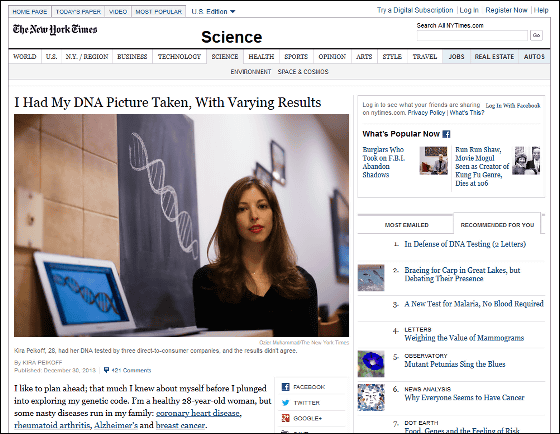 HOME PAGE TODAY'S PAPER VIDEO MOST POPULAR U.S. Edition
Try a Digital Subscription Log In Register Now Help
The New York Times
Science
Search All NYTimes.com
Go
WORLD U.S. N.Y. / REGION BUSINESS TECHNOLOGY SCIENCE HEALTH SPORTS OPINION ARTS STYLE TRAVEL JOBS REAL ESTATE AUTOS
ENVIRONMENT SPACE & COSMOS
I Had My DNA Picture Taken, With Varying Results
Muhammad/The New York Times
Kira Peikoff, 28, had her DNA tested by three direct-to-consumer companies, and the results didn't agree.
By KIRA PEIKOFF
Published: December 30, 2013
421 Comments
I like to plan ahead; that much I knew about myself before I plunged
into exploring my genetic code. I'm a healthy 28-year-old woman, but
some nasty diseases run in my family: coronary heart disease,
rheumatoid arthritis, Alzheimer's and breast cancer.
FACEBOOK
TWITTER
GOOGLE+
Log in to see what your friends are sharing
on nytimes.com. Privacy Policy | What's This?
Log In With Facebook
What's Popular Now
Burglars Who
Took on F.B.I.
Abandon
Shadows
Run Run Shaw,
Movie Mogul
Seen as Creator of
Kung Fu Genre,
Dies at 106
MOST EMAILED RECOMMENDED FOR YOU
1. In Defense of DNA Testing (2 Letters)
2. Bracing for Carp in Great Lakes, but
Debating Their Presence
3. A New Test for Malaria, No Blood Required
4. LETTERS
Weighing the Value of Mammograms
5. OBSERVATORY
Mutant Petunias Sing the Blues
6. NEWS ANALYSIS
Why Everyone Seems to Have Cancer
7. DOT EARTH
Food, Genes and the Feeling of Risk